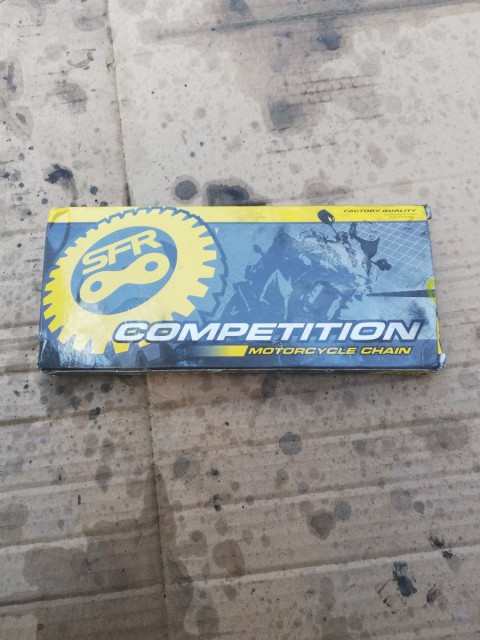 FACTORY QUALITY
SFR
COMPETITION
MOTORCYCLE CHAIN